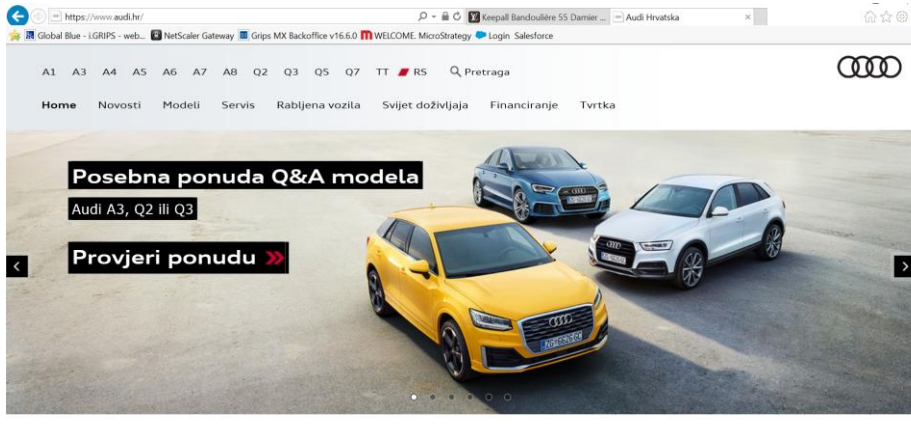 https://www.audi.hr/
Keepall Bandoulière 55 Damier ...
Audi Hrvatska
Global Blue - i.GRIPS - web...
NetScaler Gateway
Grips MX Backoffice v16.6.0
WELCOME. MicroStrategy
Login Salesforce
A1 A3 A4 A5 A6 A7 A8 Q2 Q3 Q5 Q7 TT RS Pretraga
Home Novosti Modeli Servis Rabljena vozila Svijet doživljaja Financiranje Tvrtka
Posebna ponuda Q&A modela
Audi A3, Q2 ili Q3
Provjeri ponudu